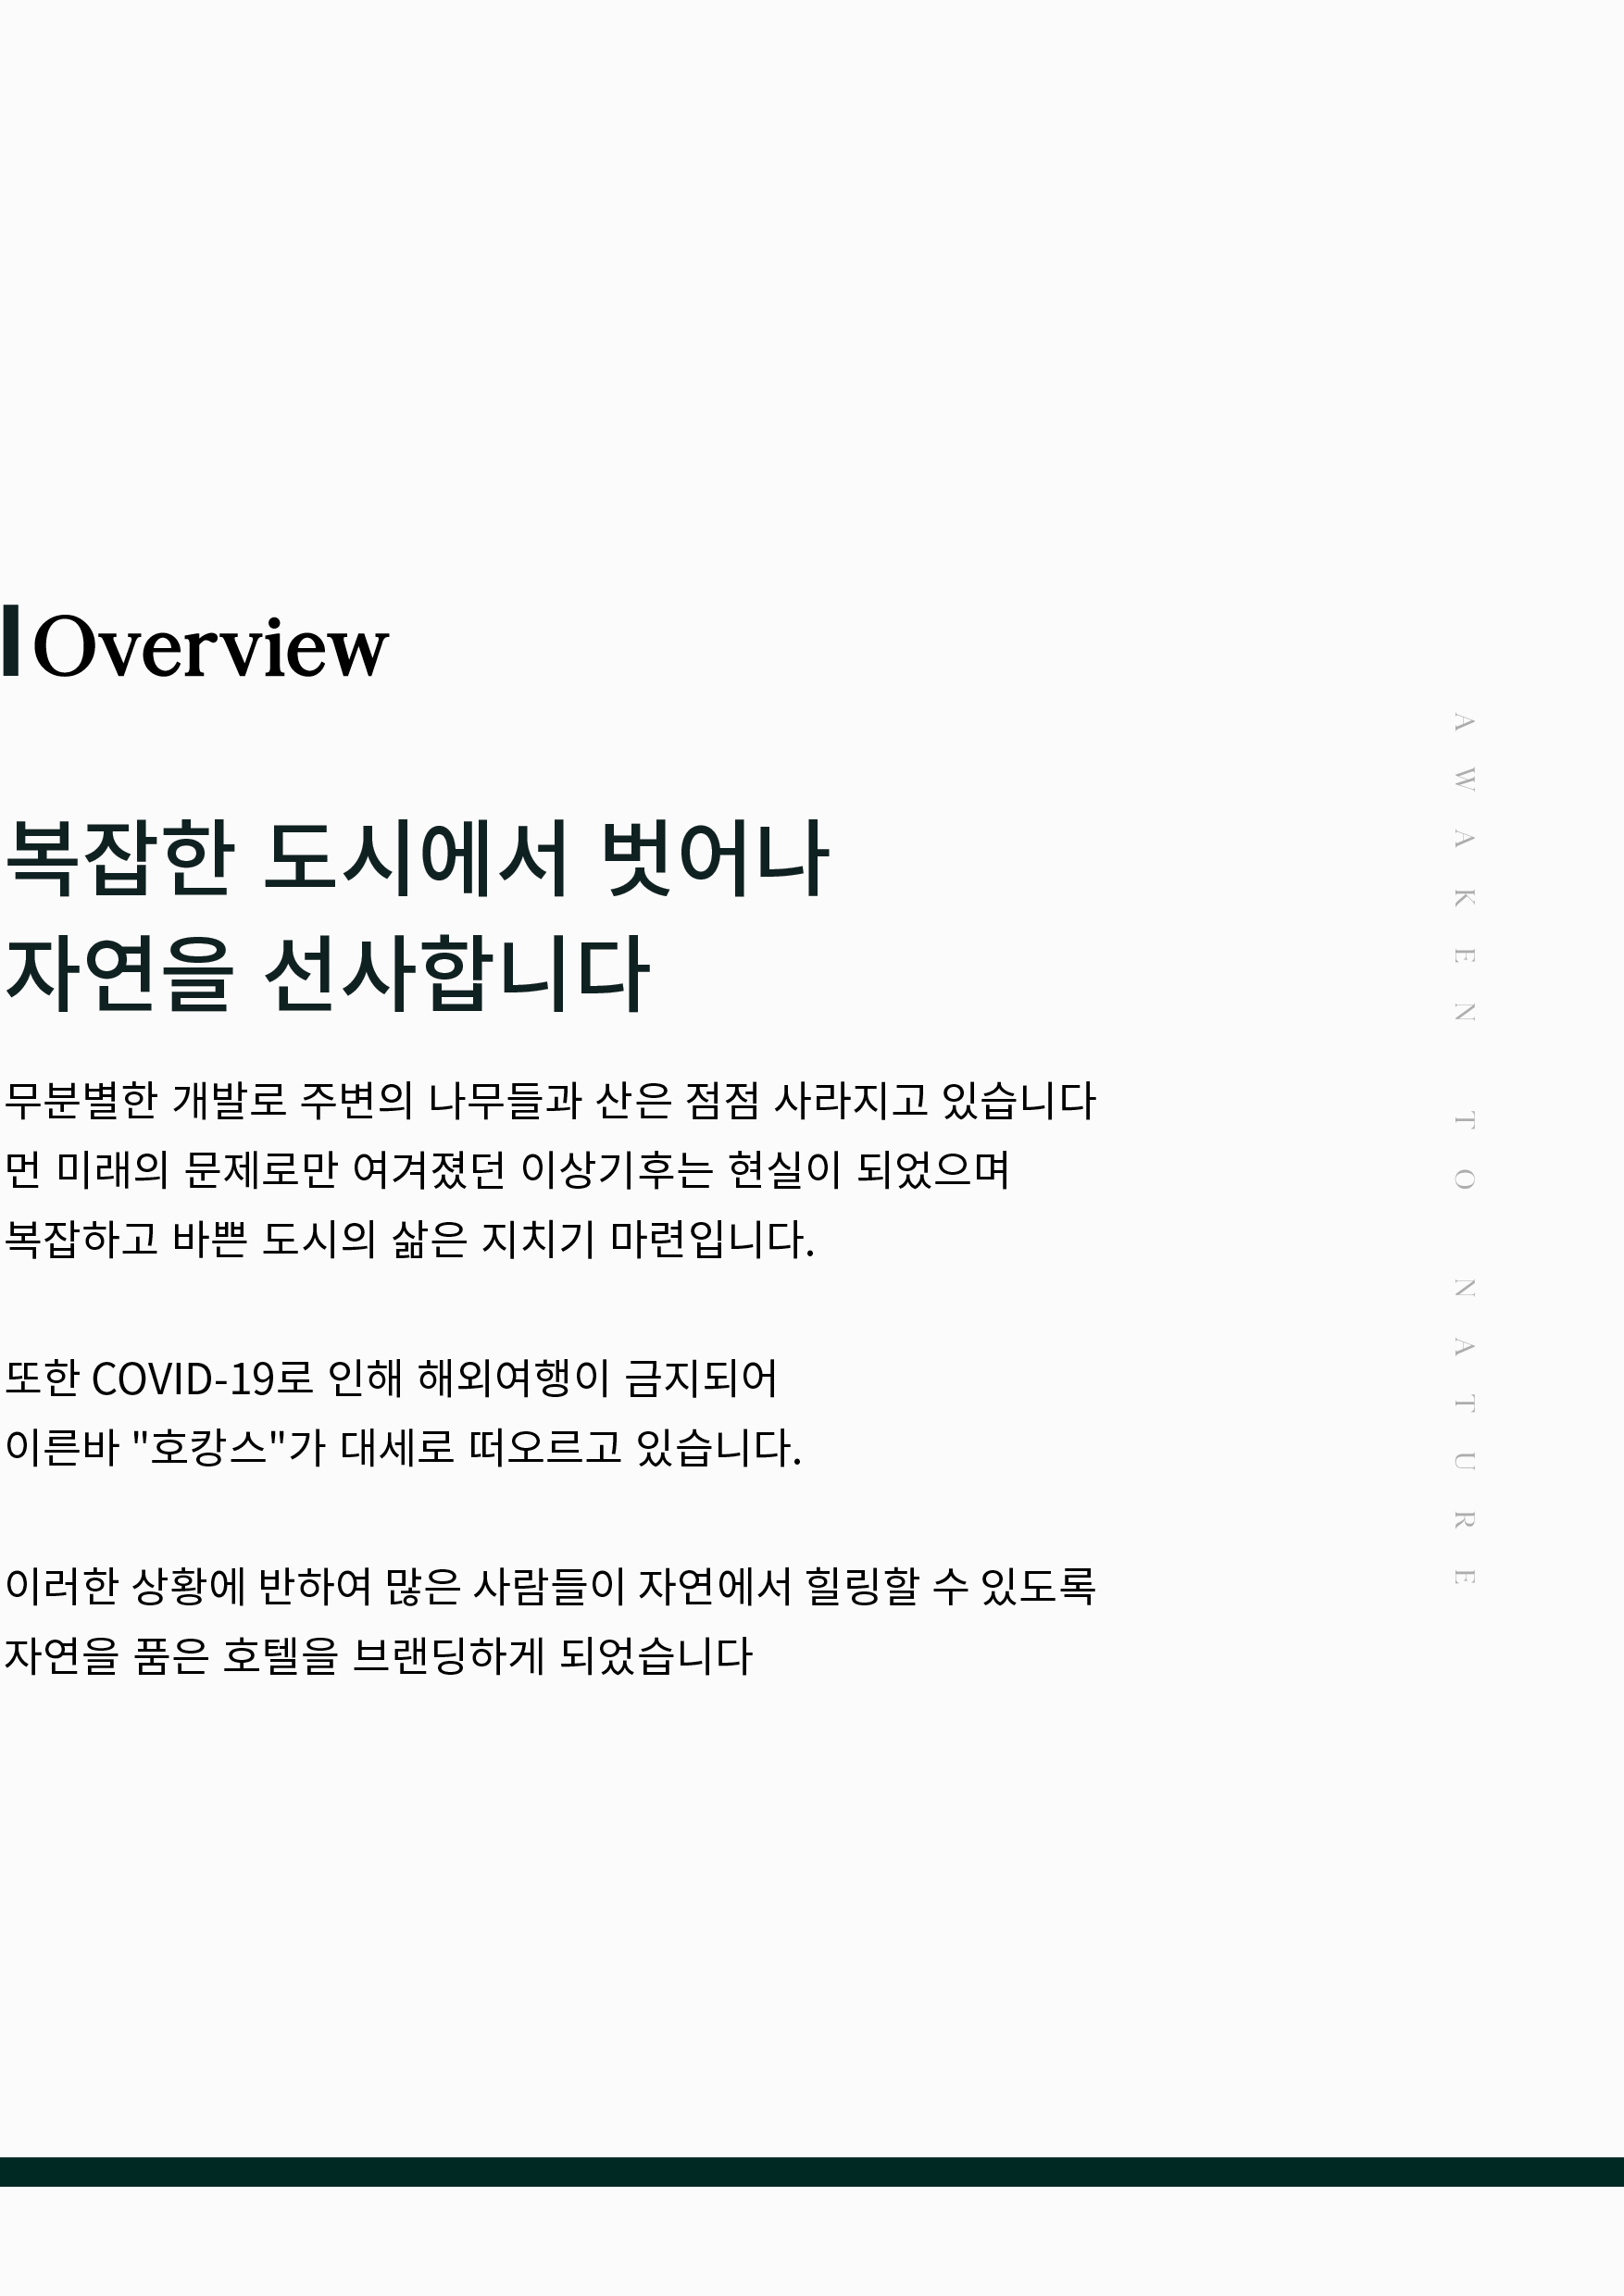 Overview
복잡한 도시에서 벗어나
자연을 선사합니다
무분별한 개발로 주변의 나무들과 산은 점점 사라지고 있습니다
먼 미래의 문제로만 여겨졌던 이상기후는 현실이 되었으며
복잡하고 바쁜 도시의 삶은 지치기 마련입니다.
또한 COVID-19로 인해 해외여행이 금지되어
이른바 "호캉스"가 대세로 떠오르고 있습니다.
이러한 상황에 반하여 많은 사람들이 자연에서 힐링할 수 있도록
자연을 품은 호텔을 브랜딩하게 되었습니다
AWAKEN TO NATURE